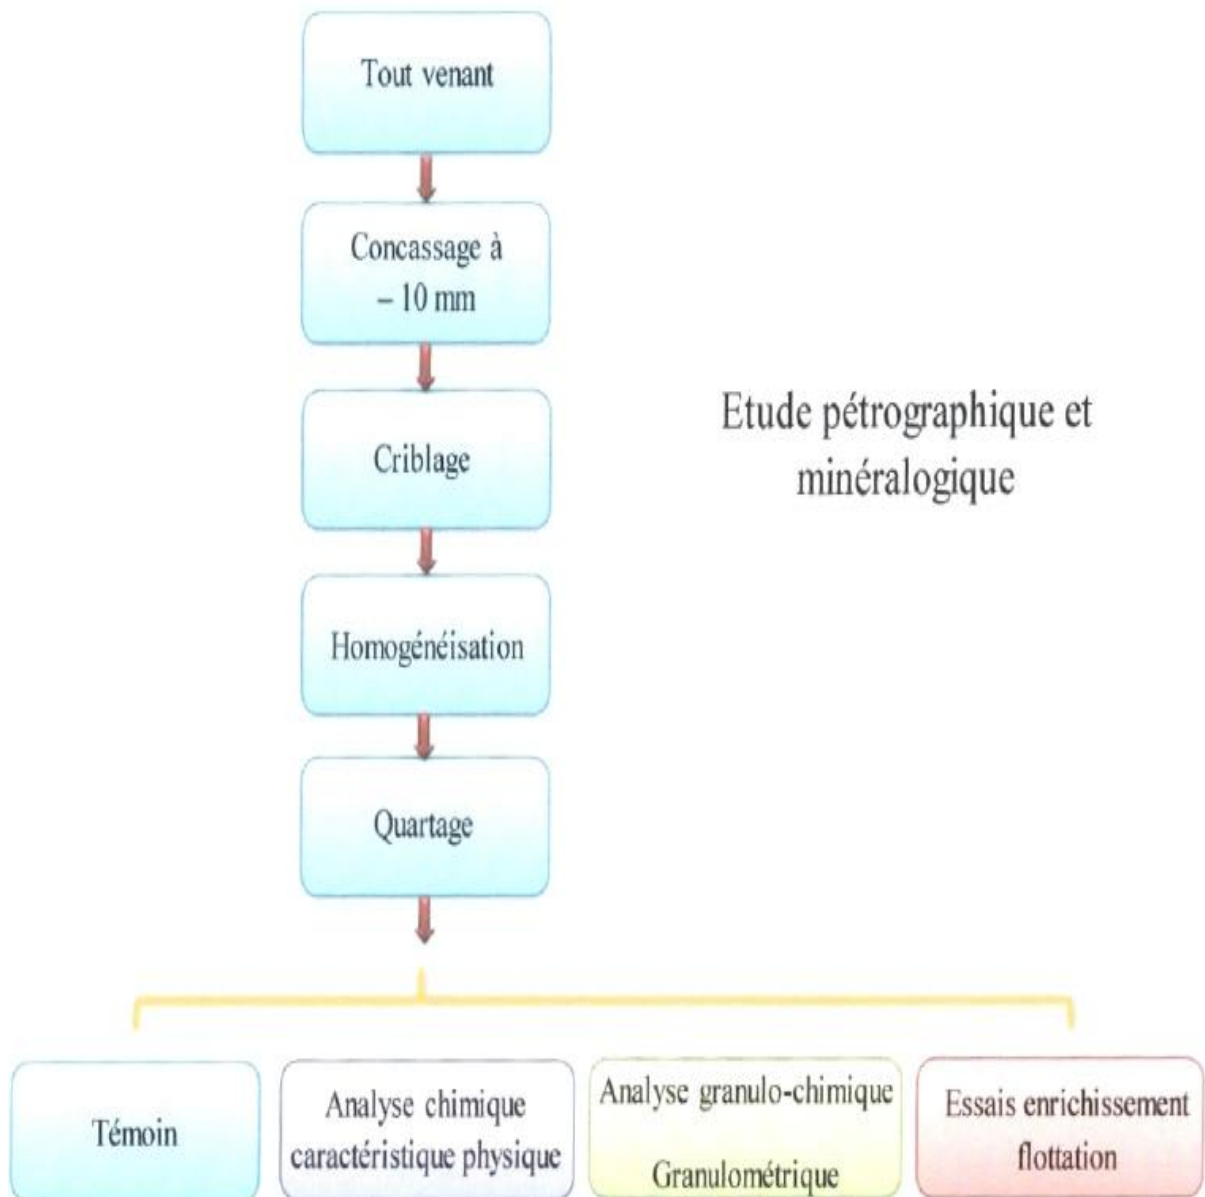 Tout venant
Concassage à
– 10 mm
Criblage
Etude pétrographique et
minéralogique
Homogénéisation
Quartage
Témoin
Analyse chimique
caractéristique physique
Analyse granulo-chimique
Granulométrique
Essais enrichissement
flottation